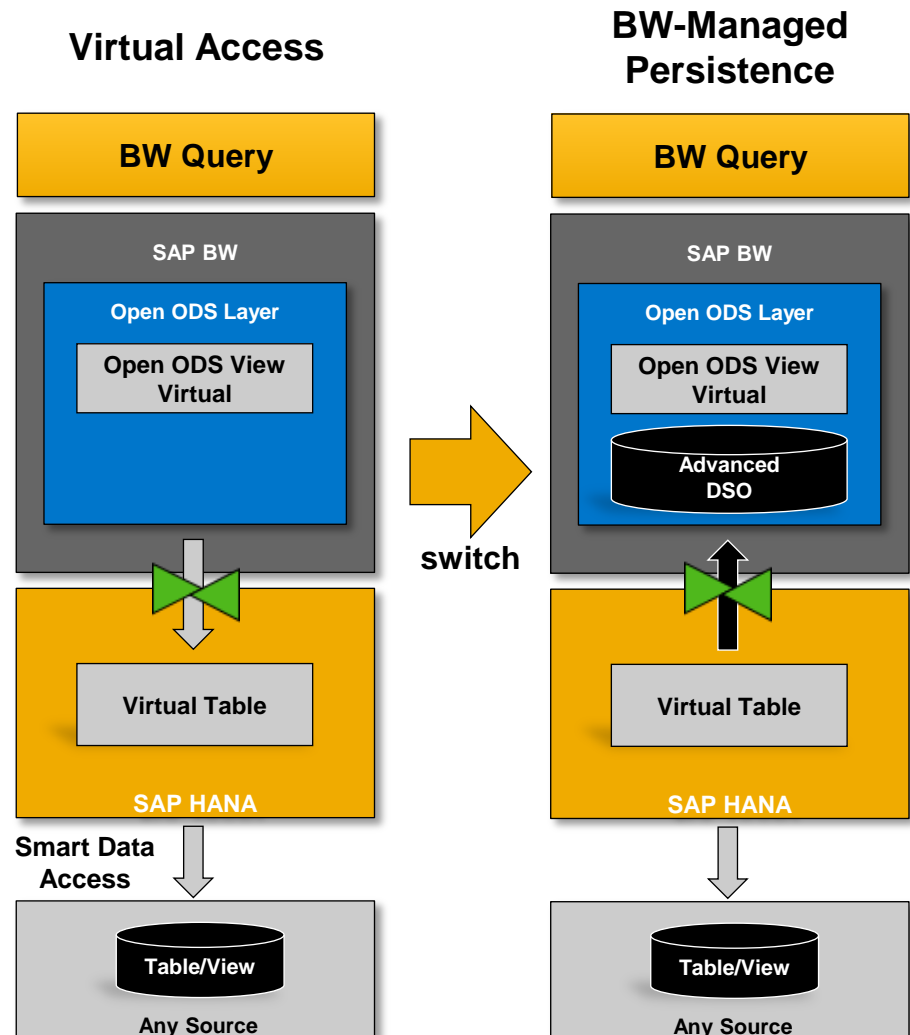 Virtual Access
BW Query
SAP BW
Open ODS Layer
Open ODS View
Virtual
Virtual Table
SAP HANA
Smart Data
Access
Table/View
Any Source
switch
BW-Managed
Persistence
BW Query
SAP BW
Open ODS Layer
Open ODS View
Virtual
Advanced
DSO
Virtual Table
SAP HANA
Table/View
Any Source